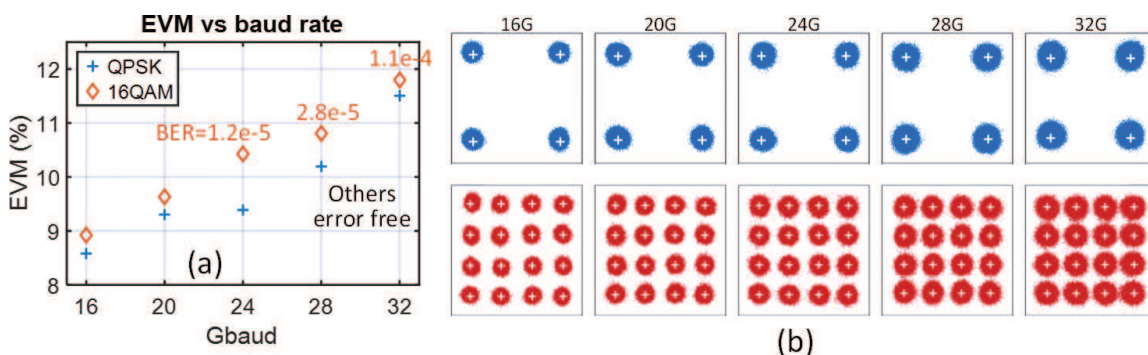 EVM vs baud rate
EVM (%)
12
11
10
9
8
QPSK
16QAM
1.1e-4
2.8e-5
BER=1.2e-5
Others
error free
(a)
16 20 24 28 32
Gbaud
16G 20G 24G 28G 32G
(b)